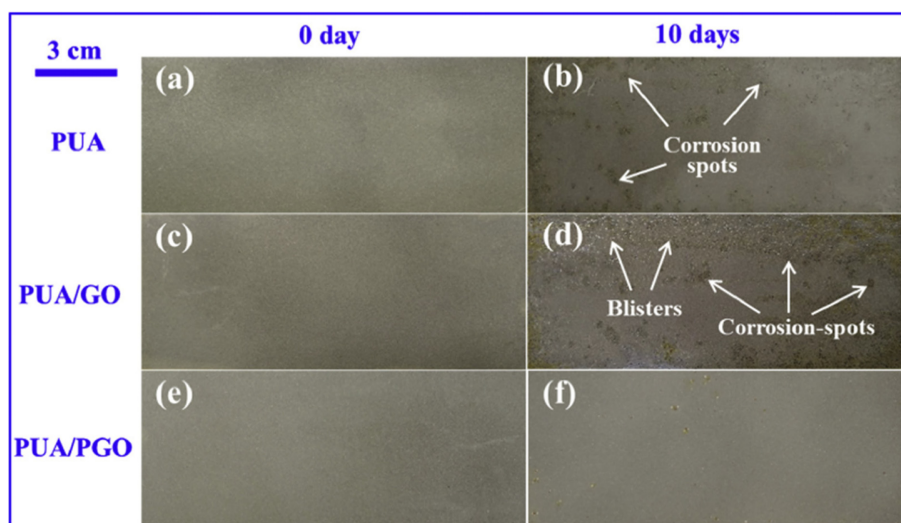 0 day
10 days
3 cm
PUA
(a)
(b)
Corrosion
spots
PUA/GO
(c)
(d)
Blisters
Corrosion-spots
PUA/PGO
(e)
(f)